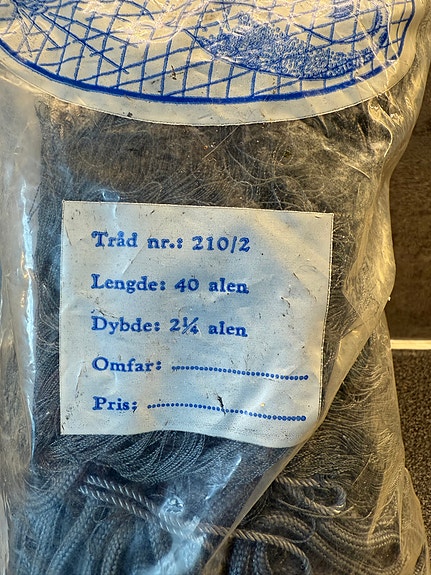 Tråd nr.: 210/2
Lengde: 40 alen
Dybde: 2¼ alen
Omfar: ..............................
Pris: ..............................